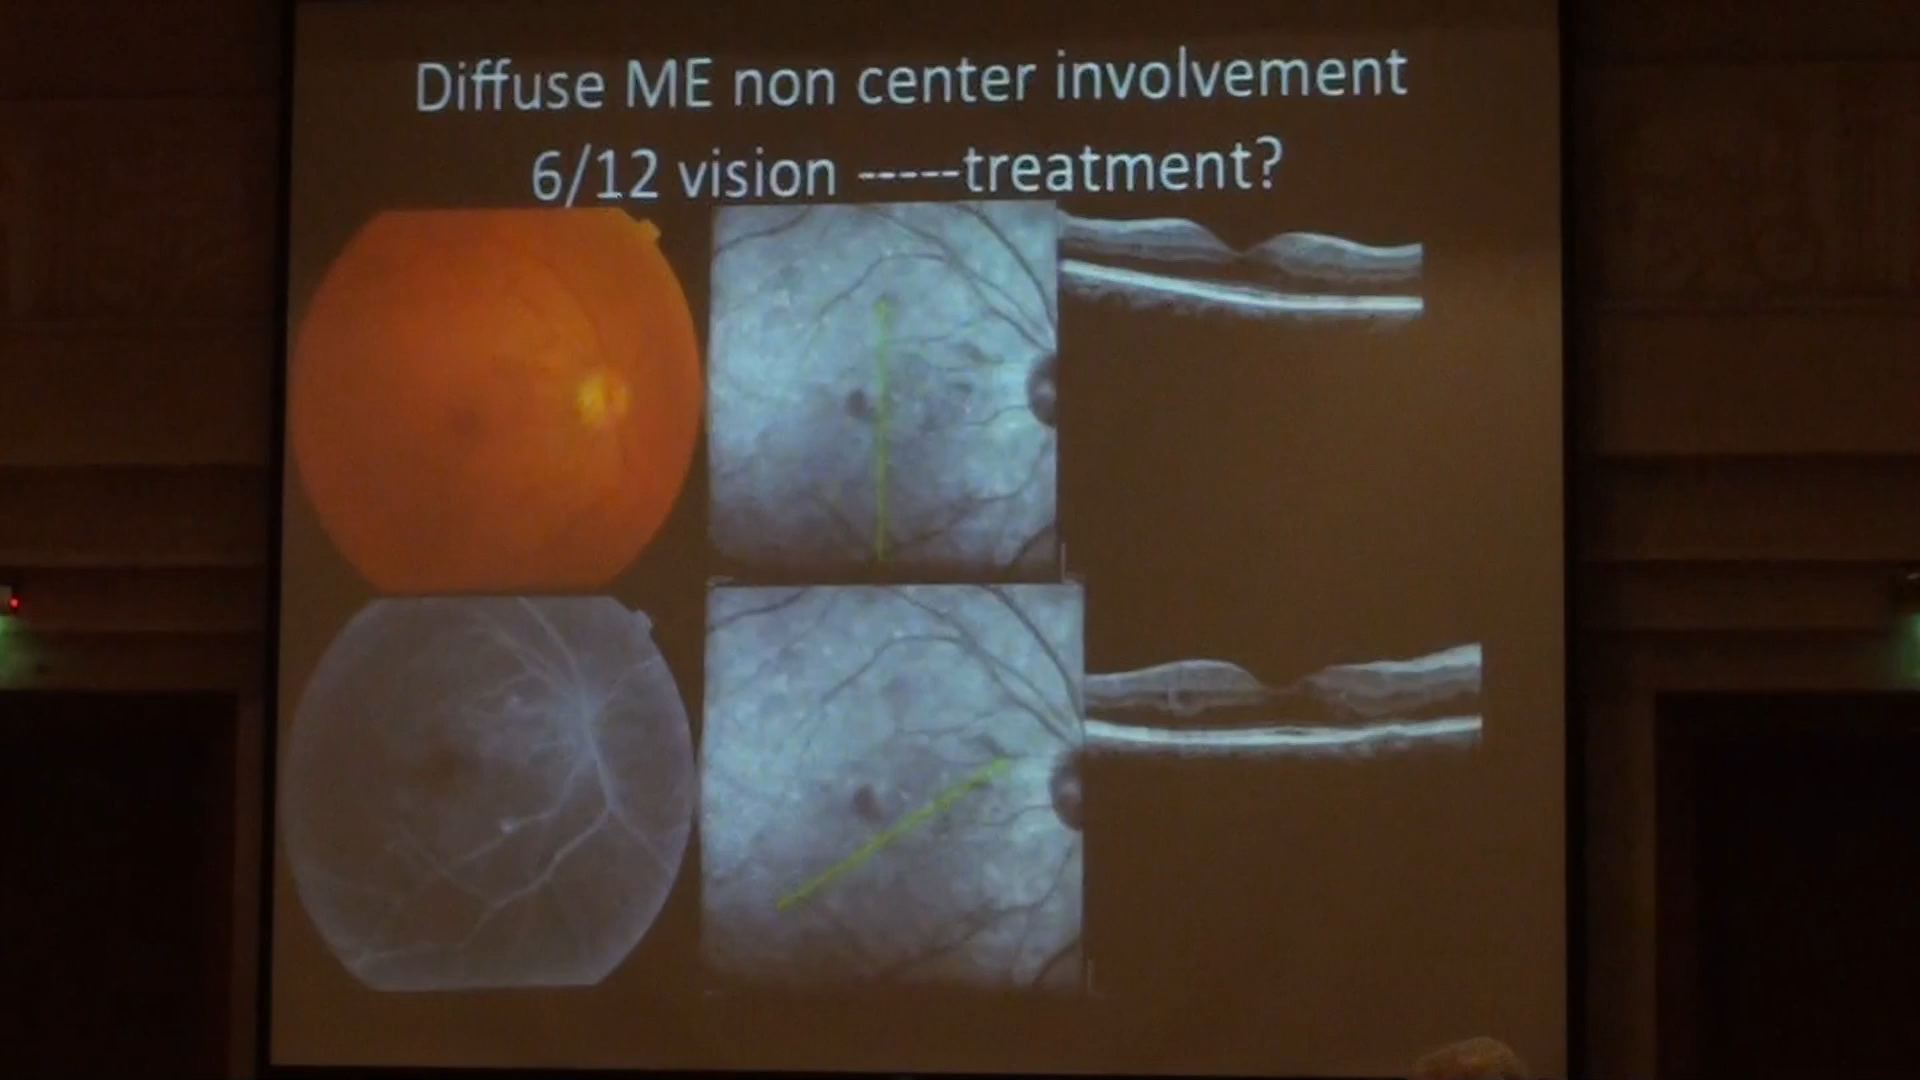 Diffuse ME non center involvement
6/12 vision -----treatment?